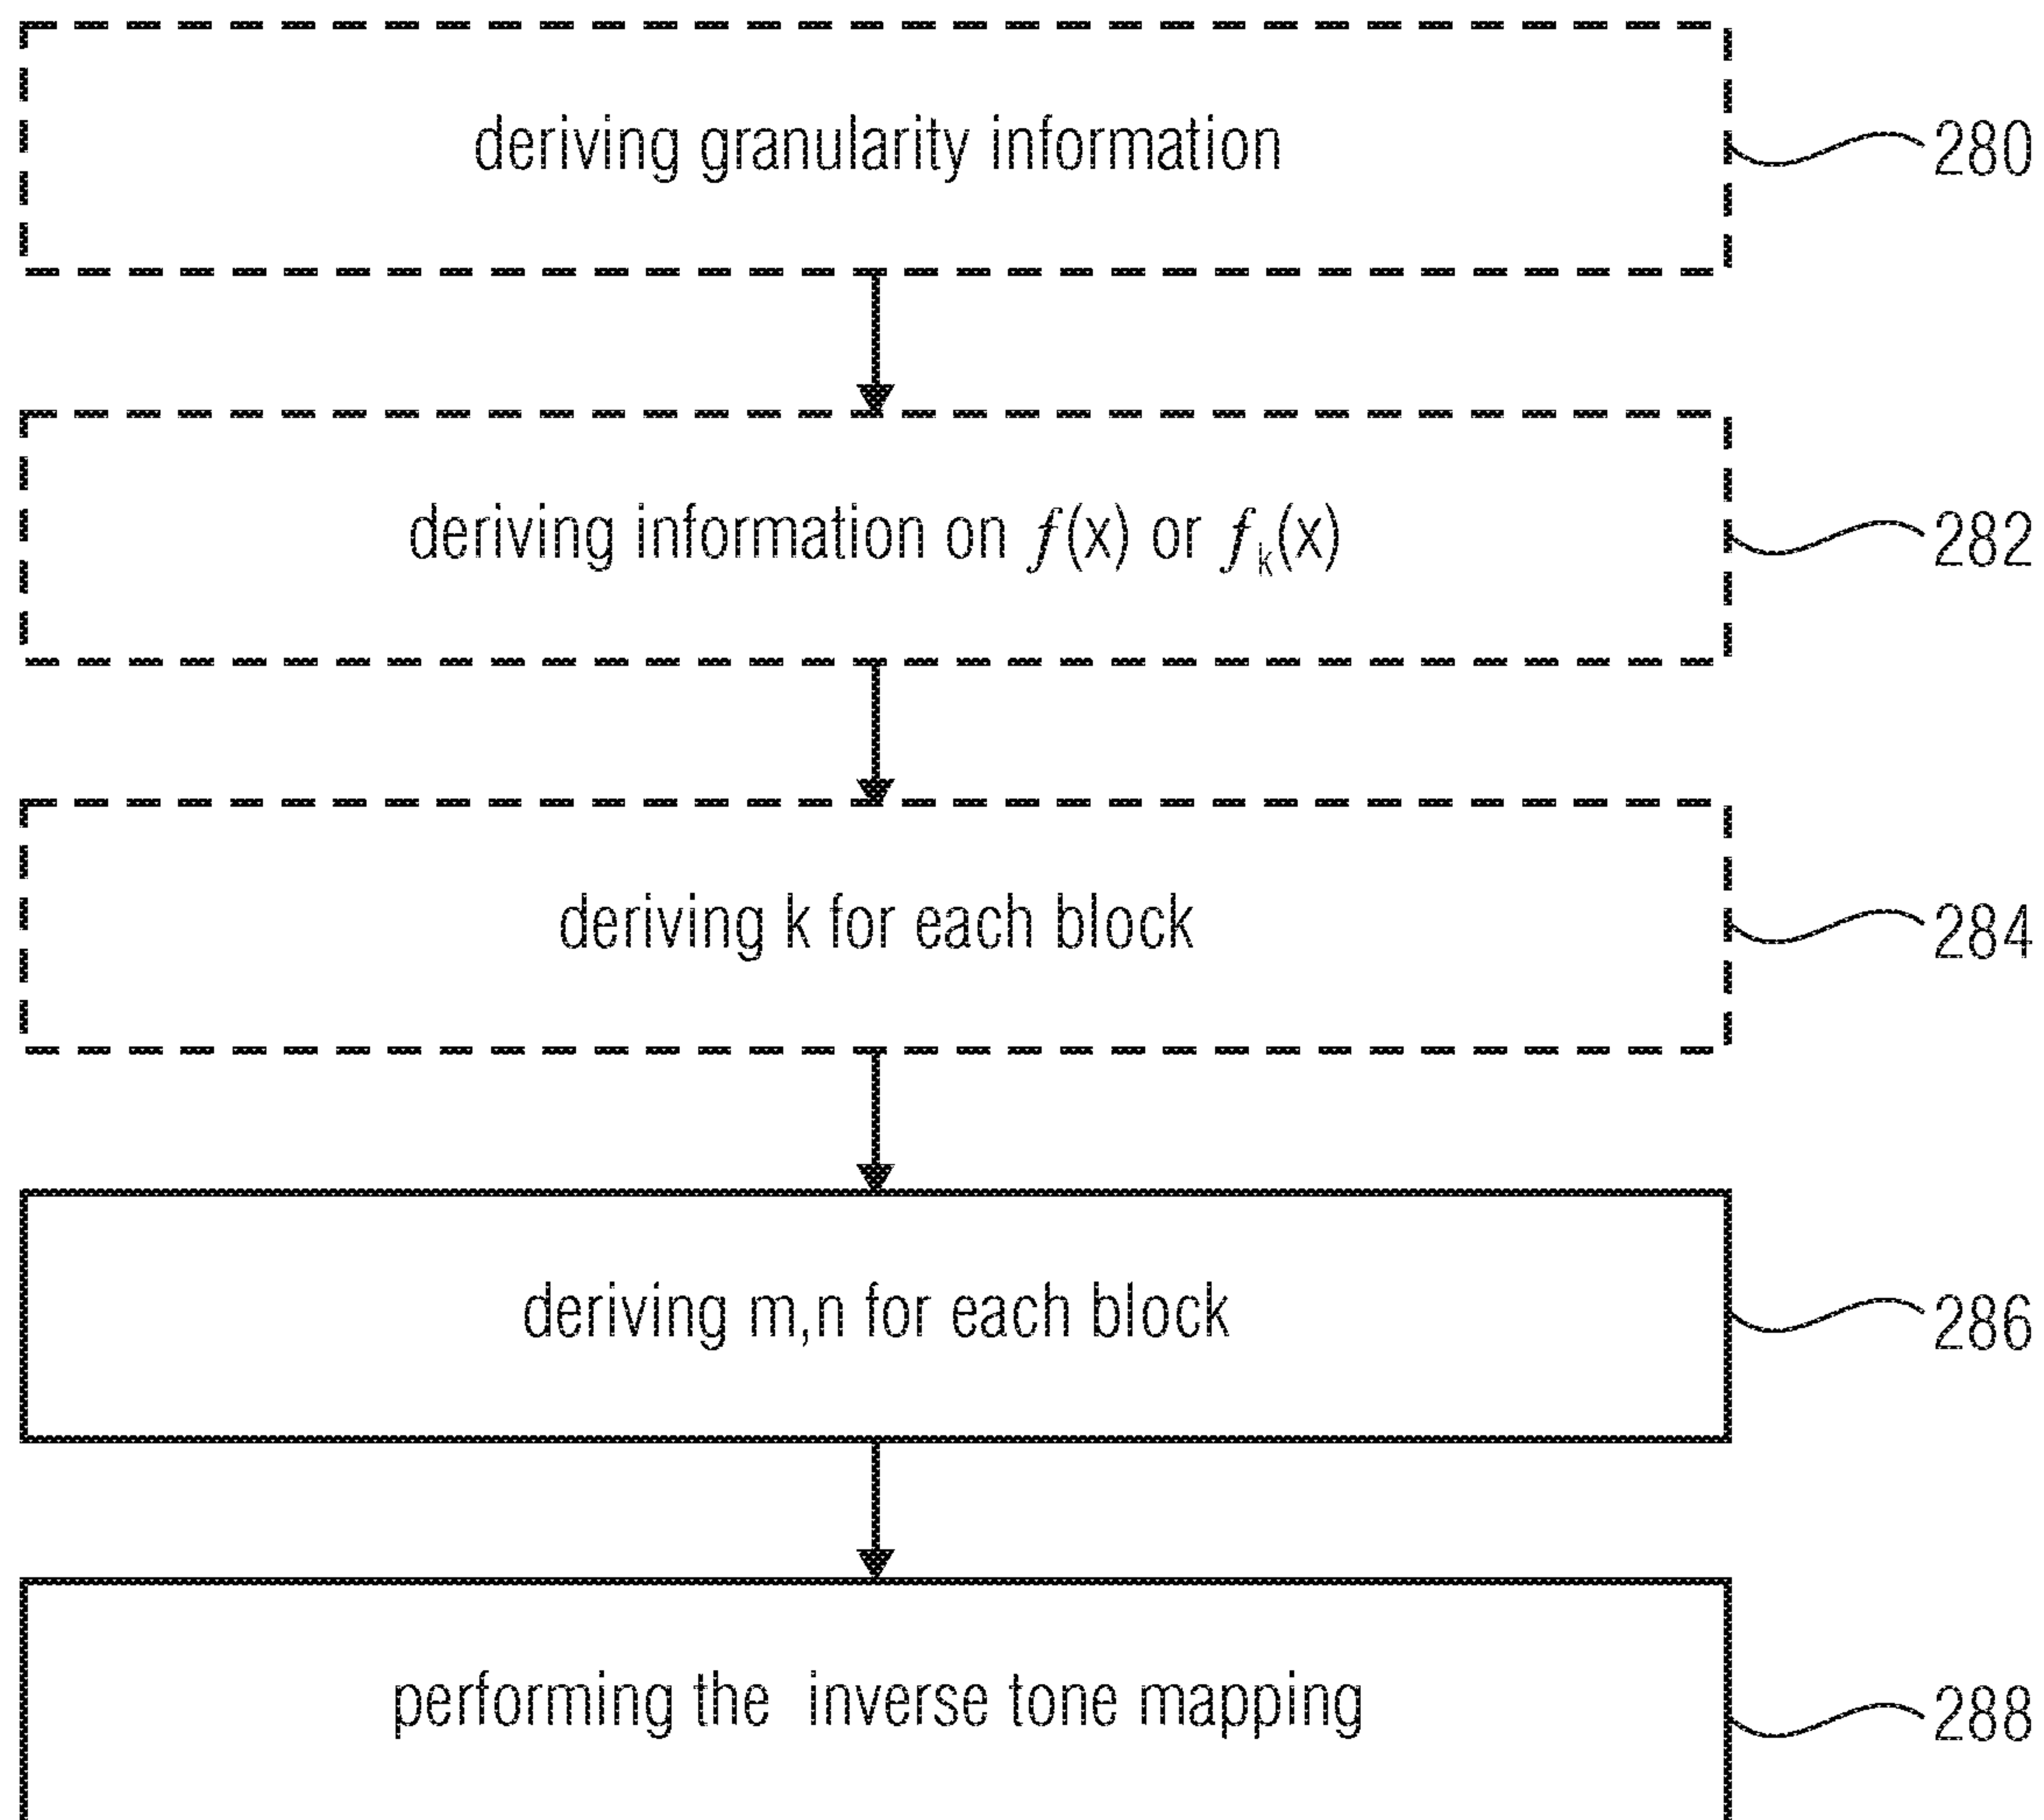 deriving granularity information
280
deriving information on f(x) or fk(x)
282
deriving k for each block
284
deriving m,n for each block
286
performing the inverse tone mapping
288